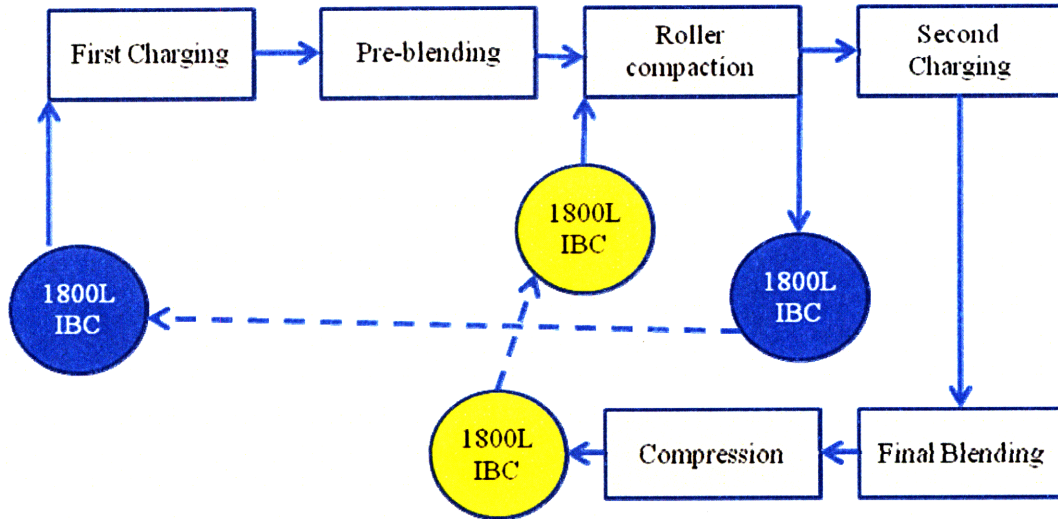 First Charging
Pre-blending
Roller
compaction
Second
Charging
1800L
IBC
1800L
IBC
1800L
IBC
1800L
IBC
Compression
Final Blending